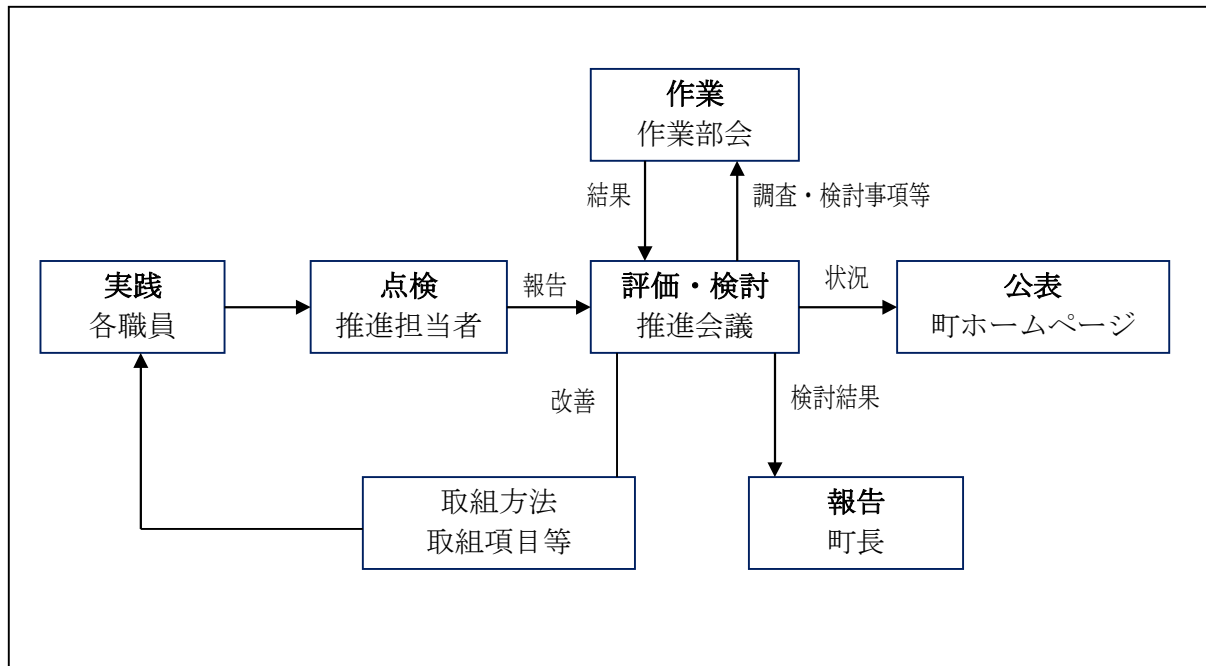 作業
作業部会
結果
調査・検討事項等
実践
各職員
点検
推進担当者
報告
評価・検討
推進会議
状況
公表
町ホームページ
改善
検討結果
取組方法
取組項目等
報告
町長